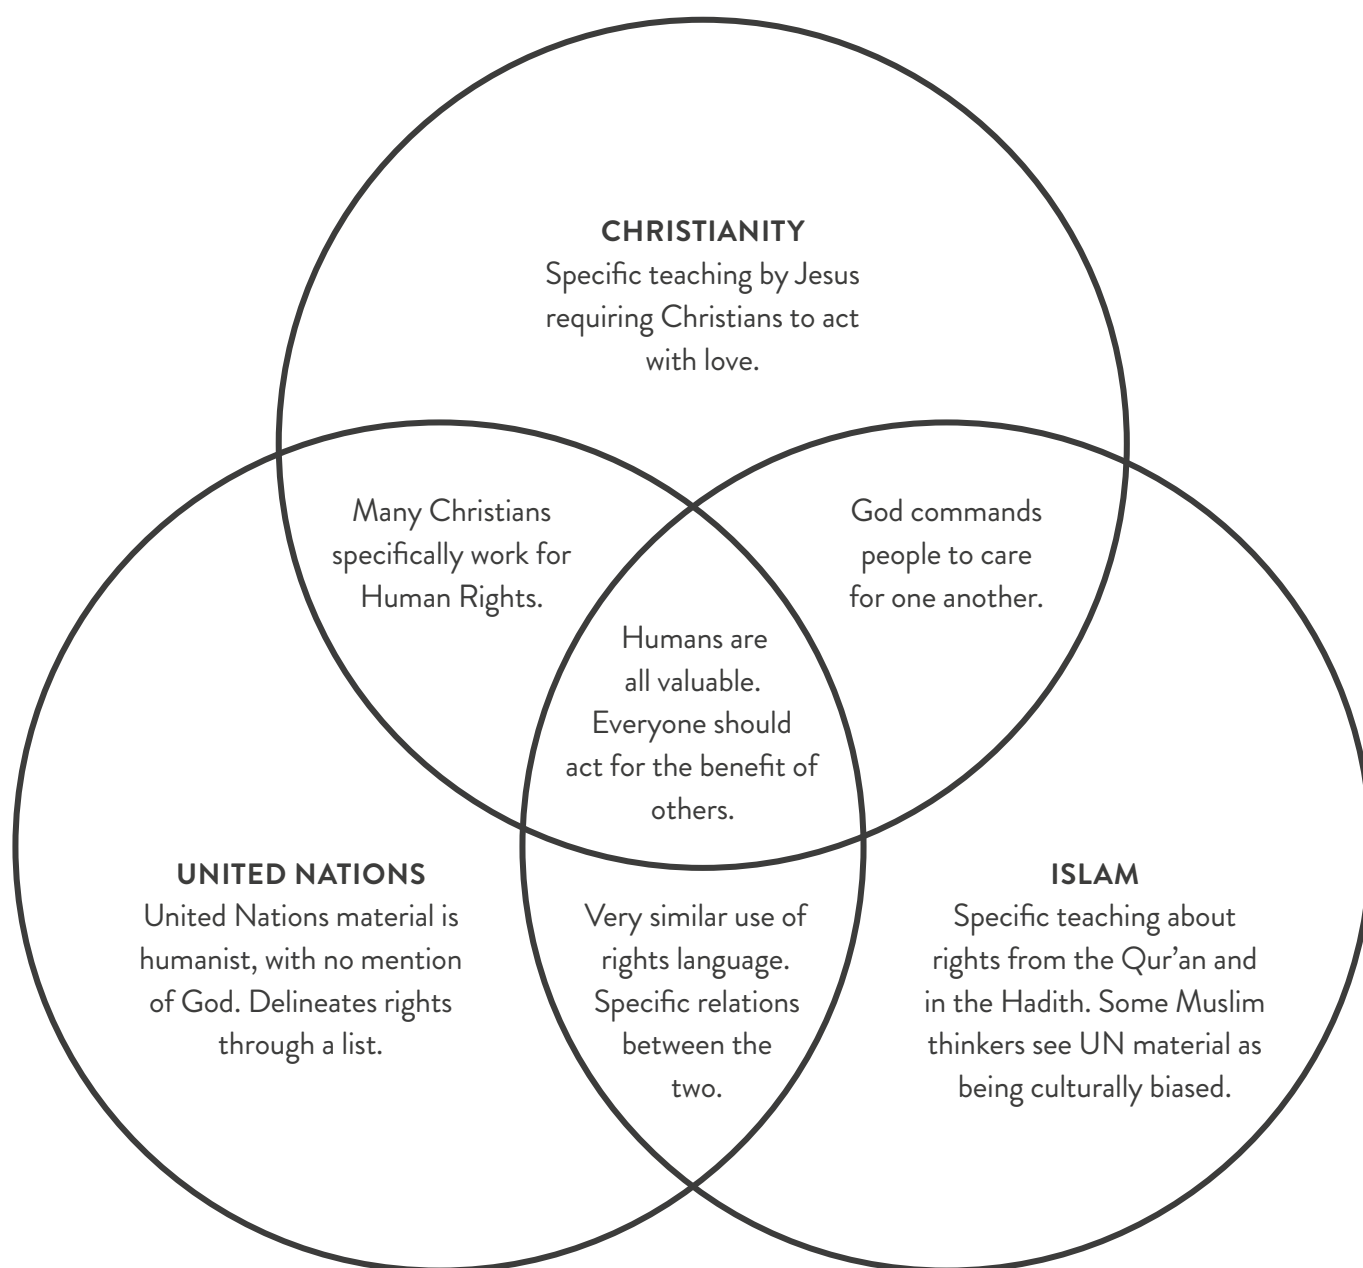 CHRISTIANITY
Specific teaching by Jesus
requiring Christians to act
with love.
Many Christians
specifically work for
Human Rights.
God commands
people to care
for one another.
Humans are
all valuable.
Everyone should
act for the benefit of
others.
UNITED NATIONS
United Nations material is
humanist, with no mention
of God. Delineates rights
through a list.
Very similar use of
rights language.
Specific relations
between the
two.
ISLAM
Specific teaching about
rights from the Qur’an and
in the Hadith. Some Muslim
thinkers see UN material as
being culturally biased.